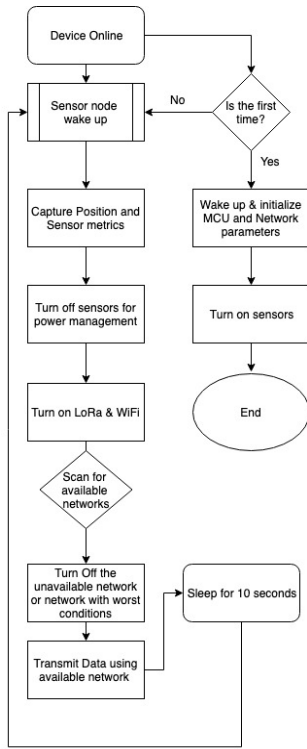 Device Online
No
Sensor node
wake up
Is the first
time?
Yes
Capture Position and
Sensor metrics
Wake up & initialize
MCU and Network
parameters
Turn off sensors for
power management
Turn on sensors
Turn on LoRa & WiFi
End
Scan for
available
networks
Turn Off the
unavailable network
or network with worst
conditions
Sleep for 10 seconds
Transmit Data using
available network